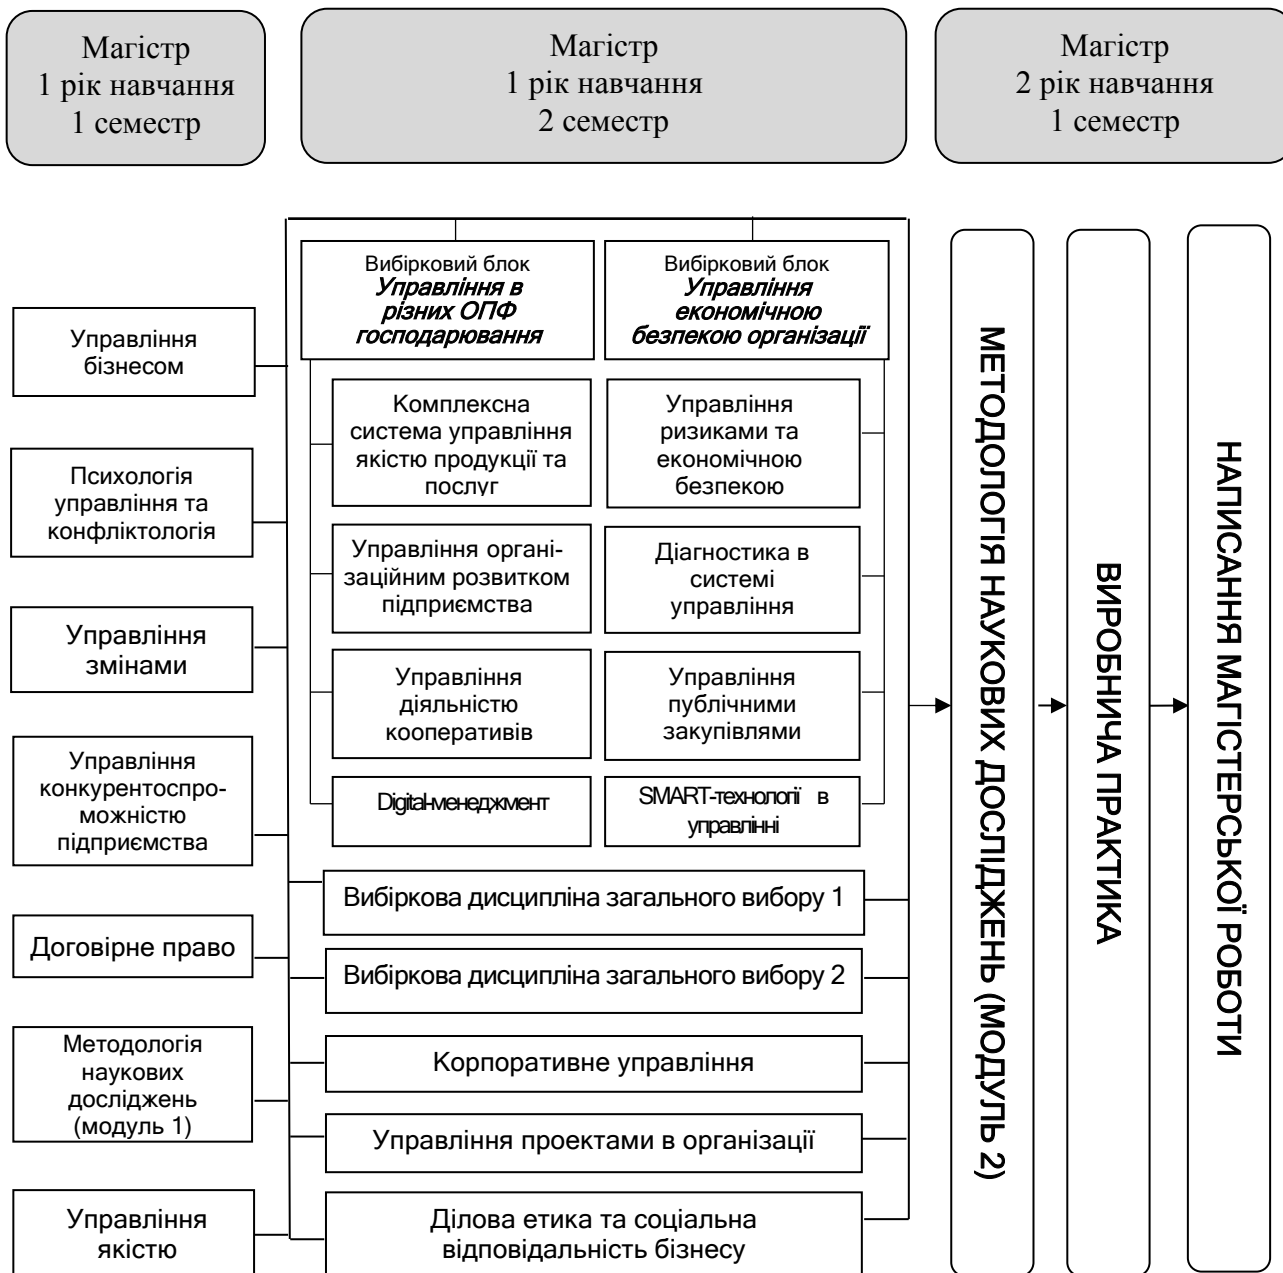 Магістр
1 рік навчання
1 семестр
Магістр
1 рік навчання
2 семестр
Магістр
2 рік навчання
1 семестр
Управління
бізнесом
Психологія
управління та
конфліктологія
Управління
змінами
Управління
конкурентоспро-
можністю
підприємства
Договірне право
Методологія
наукових
досліджень
(модуль 1)
Управління
якістю
Вибірковий блок
Управління в
різних ОПФ
господарювання
Комплексна
система управління
якістю продукції та
послуг
Управління органі-
заційним розвитком
підприємства
Управління
діяльністю
кооперативів
Digital-менеджмент
Вибірковий блок
Управління
економічною
безпекою організації
Управління
ризиками та
економічною
безпекою
Діагностика в
системі
управління
Управління
публічними
закупівлями
SMART-технології в
управлінні
Вибіркова дисципліна загального вибору 1
Вибіркова дисципліна загального вибору 2
Корпоративне управління
Управління проектами в організації
Ділова етика та соціальна
відповідальність бізнесу
МЕТОДОЛОГІЯ НАУКОВИХ ДОСЛІДЖЕНЬ (МОДУЛЬ 2)
ВИРОБНИЧА ПРАКТИКА
НАПИСАННЯ МАГІСТЕРСЬКОЇ РОБОТИ